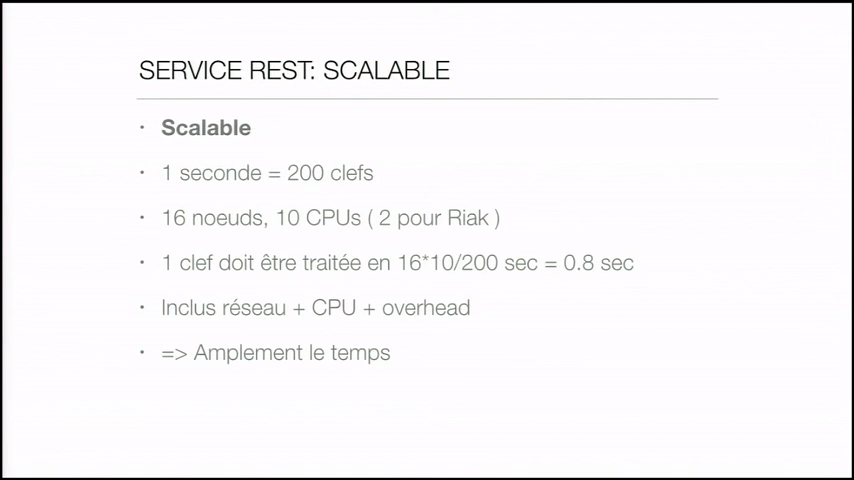 SERVICE REST: SCALABLE
· Scalable
· 1 seconde = 200 clefs
· 16 noeuds, 10 CPUs ( 2 pour Riak )
· 1 clef doit être traitée en 16*10/200 sec = 0.8 sec
· Inclus réseau + CPU + overhead
· => Amplement le temps